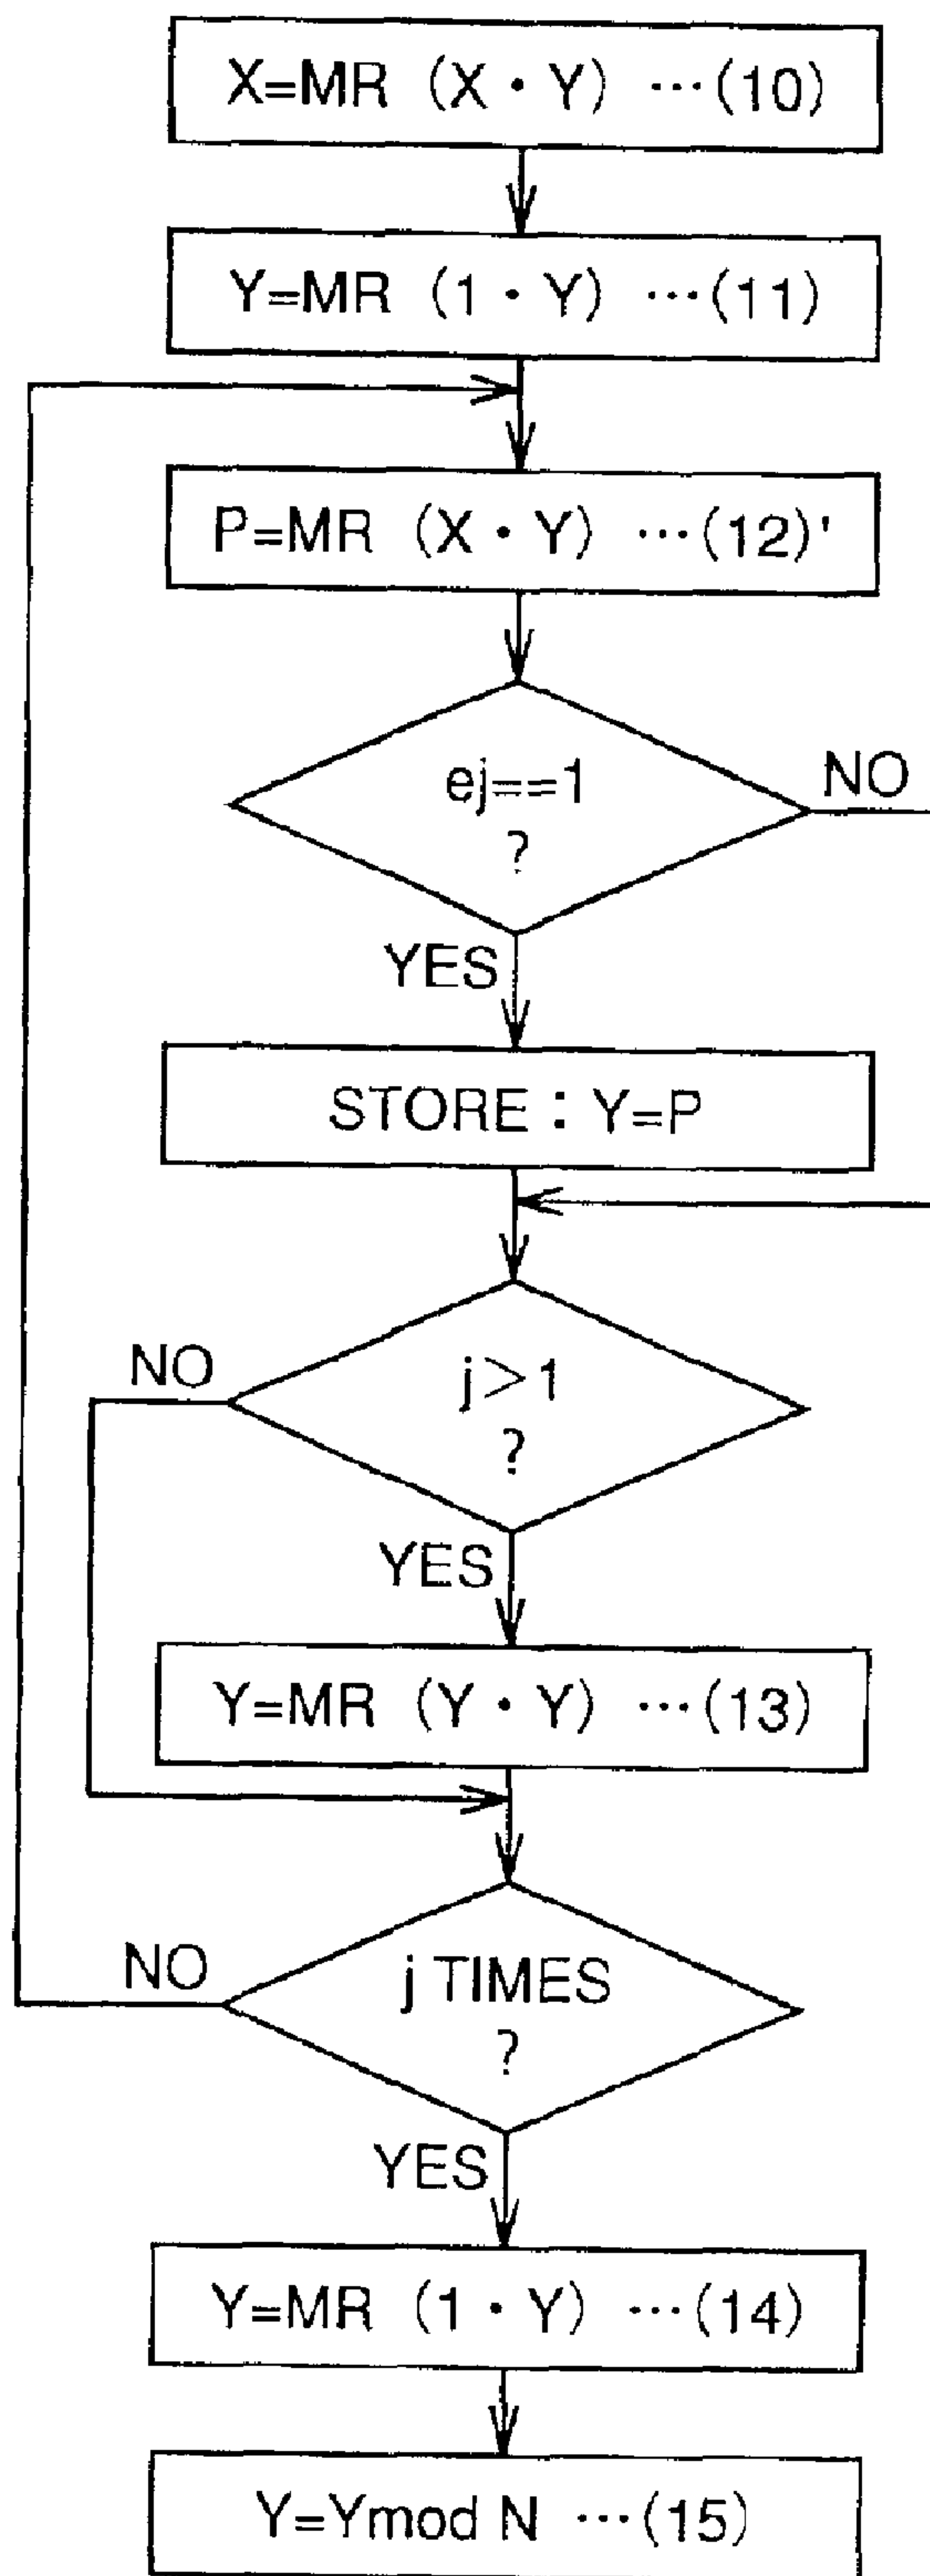 X=MR (X・Y) …(10)
Y=MR (1・Y) …(11)
P=MR (X・Y) …(12)'
ej==1
?
NO
YES
STORE : Y=P
NO
j>1
?
YES
Y=MR (Y・Y) …(13)
NO
j TIMES
?
YES
Y=MR (1・Y) …(14)
Y=Ymod N …(15)